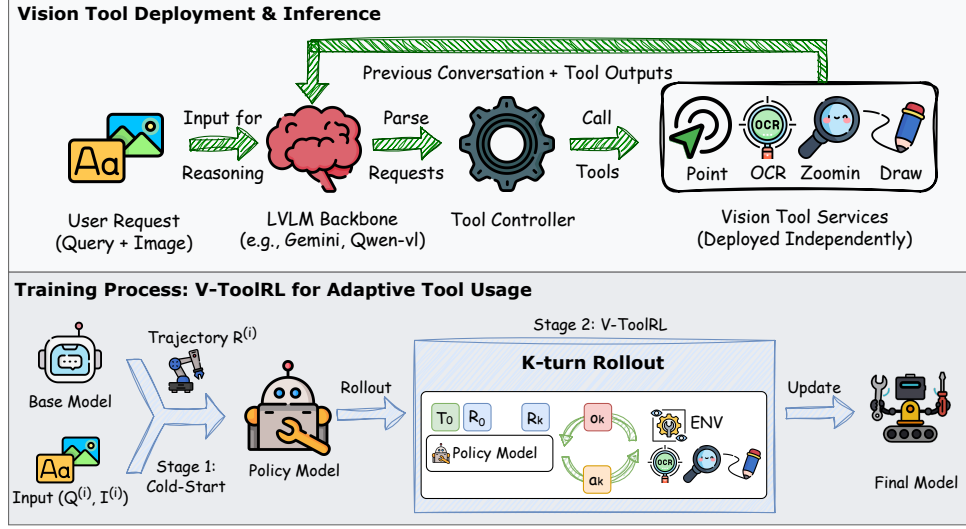 Vision Tool Deployment & Inference
Previous Conversation + Tool Outputs
Input for
Reasoning
Parse
Requests
Call
Tools
Aa
OCR
Point
OCR
Zoomin
Draw
User Request
(Query + Image)
LVLM Backbone
(e.g., Gemini, Qwen-vl)
Tool Controller
Vision Tool Services
(Deployed Independently)
Training Process: V-ToolRL for Adaptive Tool Usage
Stage 2: V-ToolRL
Trajectory R(i)
K-turn Rollout
Base Model
Rollout
Update
T0 R0 Rk
ok
ENV
Policy Model
ak
OCR
Aa
Stage 1:
Cold-Start
Policy Model
Input (Q(i), I(i))
Final Model